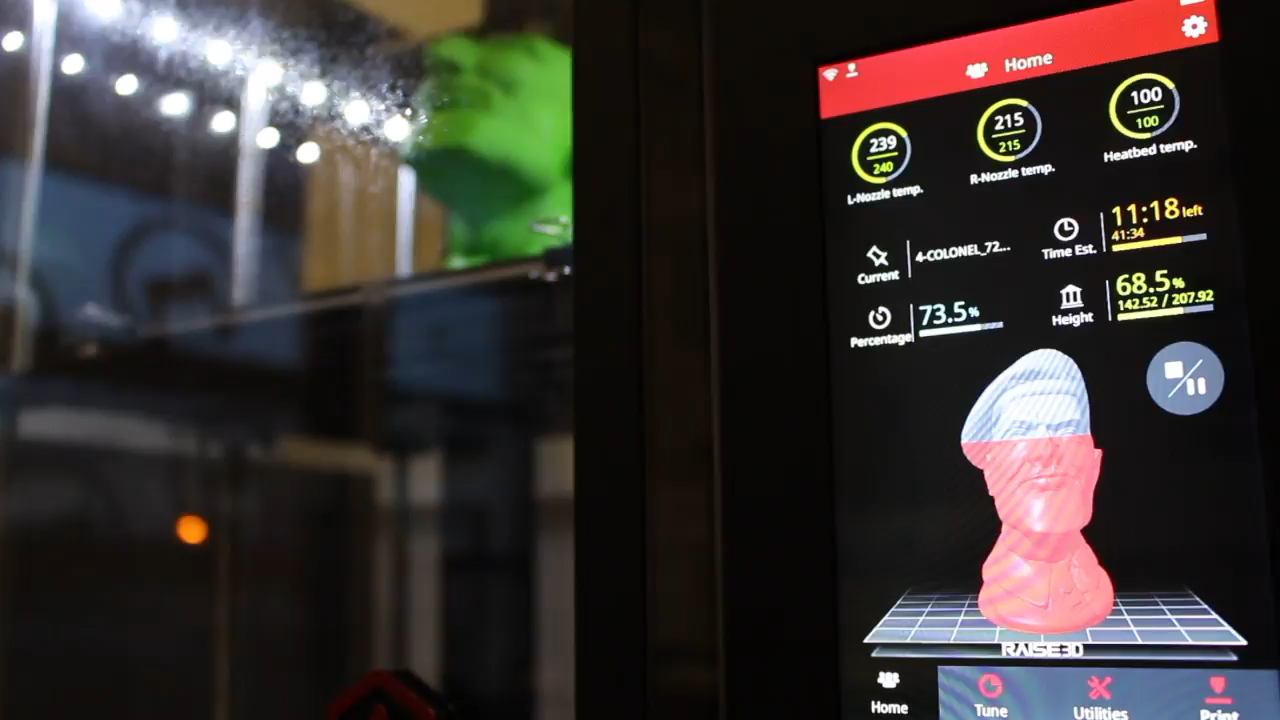 Home
239
240
L-Nozzle temp.
215
215
R-Nozzle temp.
100
100
Heatbed temp.
Current
4-COLONEL_72...
Time Est.
11:18 left
41:34
Percentage
73.5%
Height
68.5%
142.52 / 207.92
RAISE3D
Home
Tune
Utilities
Print